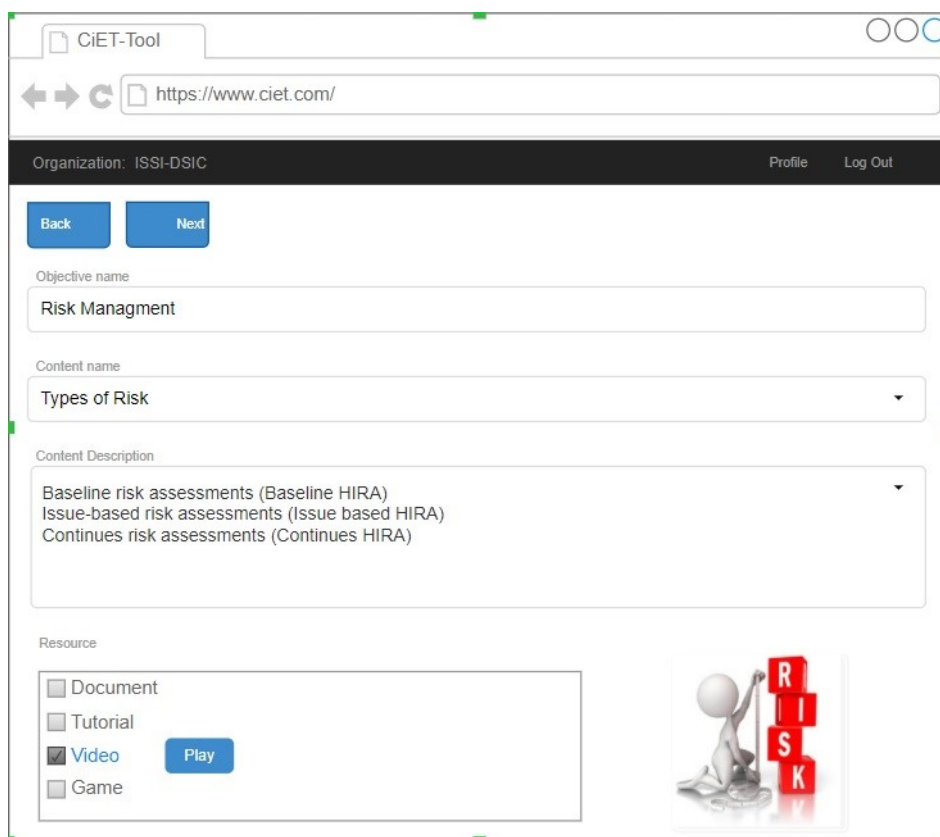 CiET-Tool
https://www.ciet.com/
Organization: ISSI-DSIC Profile Log Out
Back Next
Objective name
Risk Managment
Content name
Types of Risk
Content Description
Baseline risk assessments (Baseline HIRA)
Issue-based risk assessments (Issue based HIRA)
Continues risk assessments (Continues HIRA)
Resource
Document
Tutorial
Video Play
Game
R
I
S
K